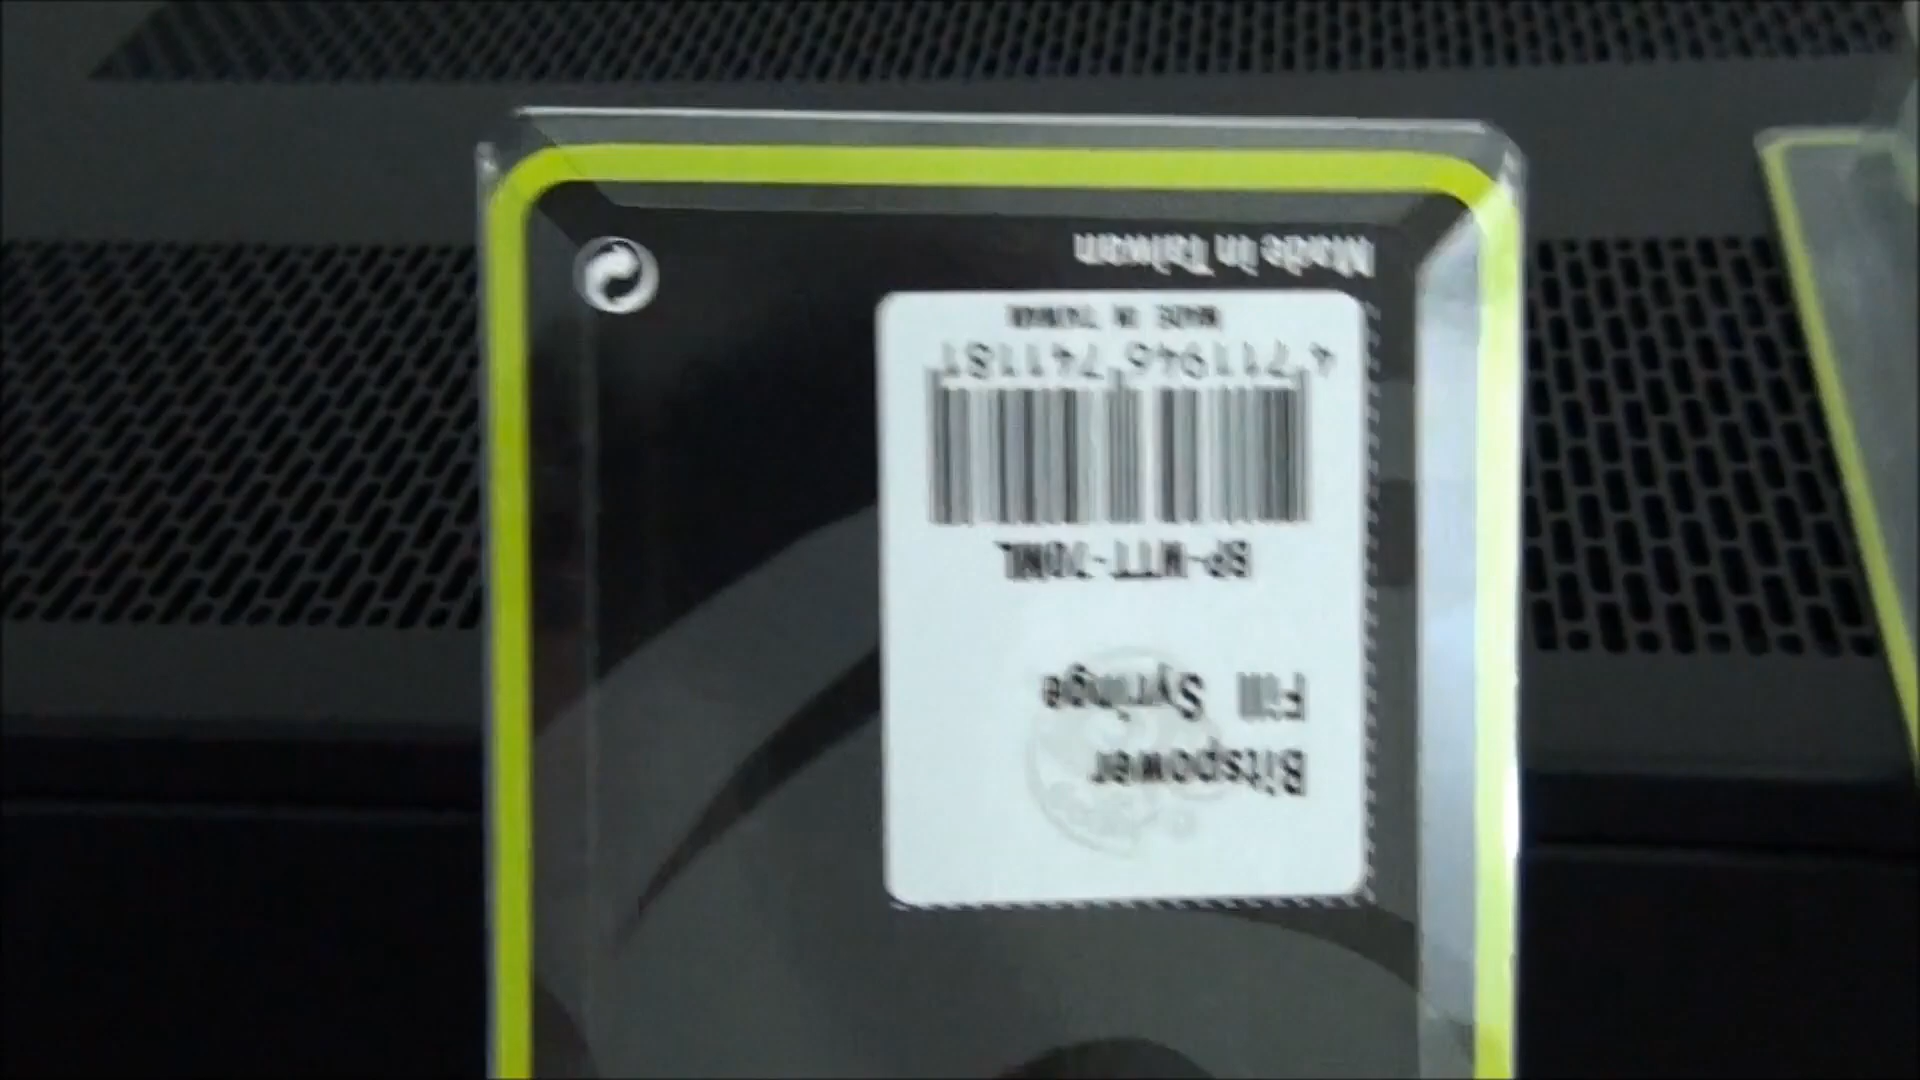 Bitspower
Fill Syringe
BP-WTT-70ML
4 711946 741181
MADE IN TAIWAN
Made in Taiwan